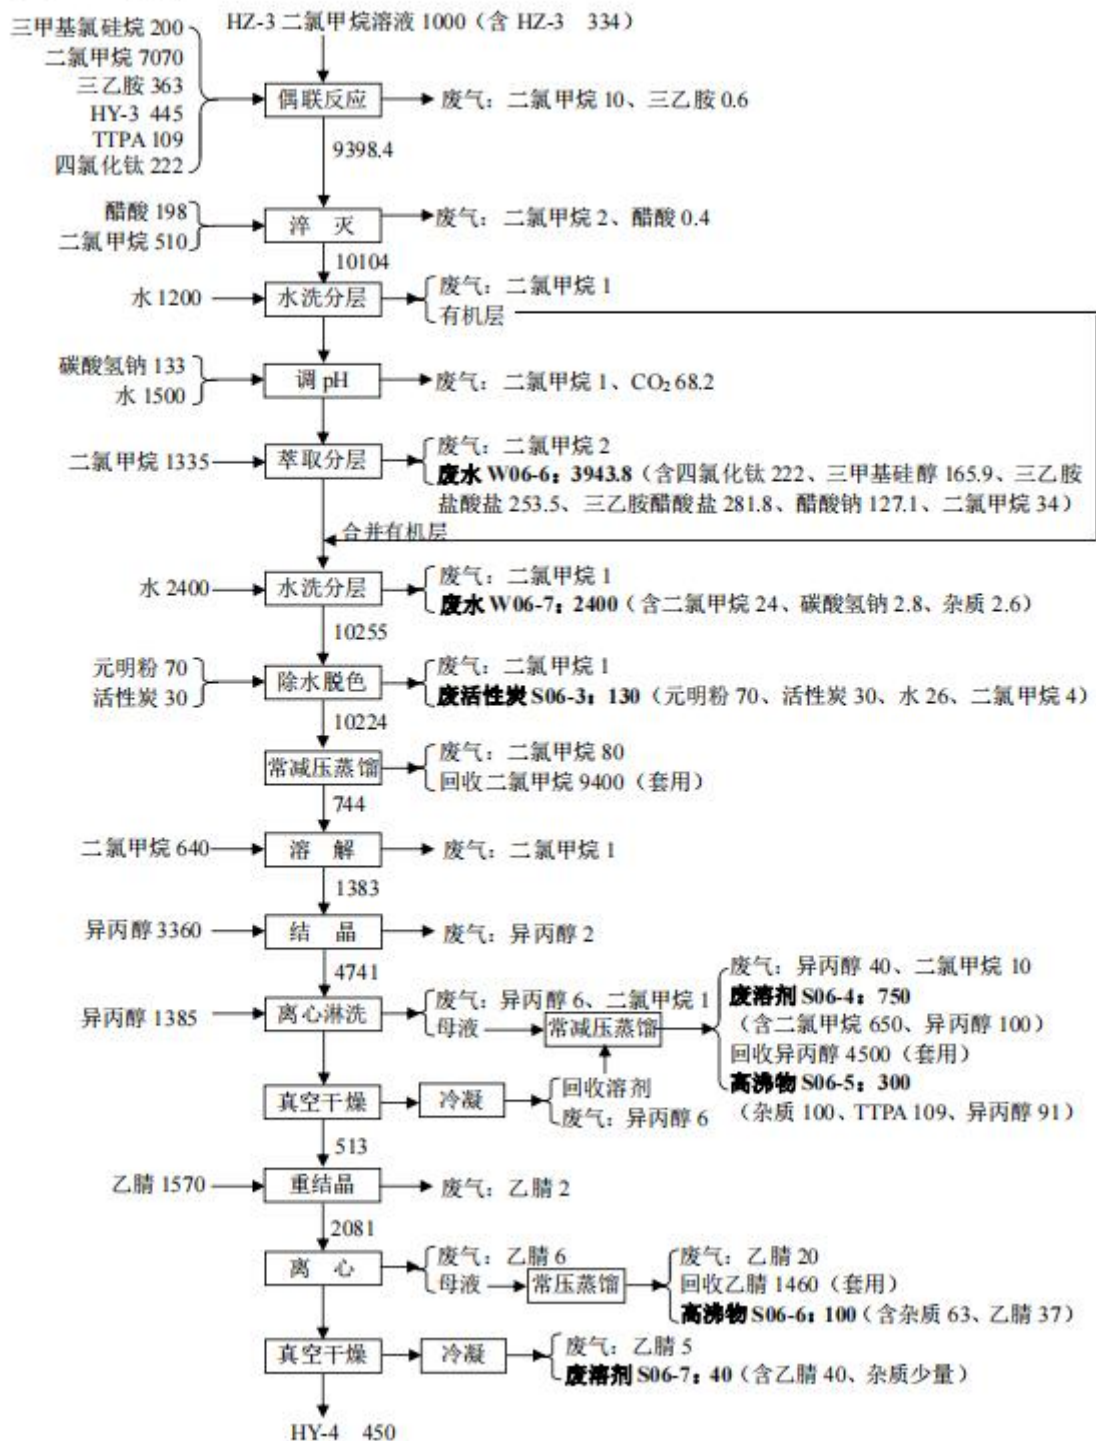 HZ-3 二氯甲烷溶液 1000（含 HZ-3 334）
三甲基氯硅烷 200
二氯甲烷 7070
三乙胺 363
HY-3 445
TTPA 109
四氯化钛 222
偶联反应
废气：二氯甲烷 10、三乙胺 0.6
9398.4
醋酸 198
二氯甲烷 510
淬 灭
废气：二氯甲烷 2、醋酸 0.4
10104
水 1200
水洗分层
废气：二氯甲烷 1
有机层
碳酸氢钠 133
水 1500
调 pH
废气：二氯甲烷 1、CO₂ 68.2
二氯甲烷 1335
萃取分层
废气：二氯甲烷 2
废水 W06-6：3943.8（含四氯化钛 222、三甲基硅醇 165.9、三乙胺
盐酸盐 253.5、三乙胺醋酸盐 281.8、醋酸钠 127.1、二氯甲烷 34）
合并有机层
水 2400
水洗分层
废气：二氯甲烷 1
废水 W06-7：2400（含二氯甲烷 24、碳酸氢钠 2.8、杂质 2.6）
10255
元明粉 70
活性炭 30
除水脱色
废气：二氯甲烷 1
废活性炭 S06-3：130（元明粉 70、活性炭 30、水 26、二氯甲烷 4）
10224
常减压蒸馏
废气：二氯甲烷 80
回收二氯甲烷 9400（套用）
744
二氯甲烷 640
溶 解
废气：二氯甲烷 1
1383
异丙醇 3360
结 晶
废气：异丙醇 2
4741
异丙醇 1385
离心淋洗
废气：异丙醇 6、二氯甲烷 1
母液
常减压蒸馏
废气：异丙醇 40、二氯甲烷 10
废溶剂 S06-4：750
（含二氯甲烷 650、异丙醇 100）
回收异丙醇 4500（套用）
高沸物 S06-5：300
（杂质 100、TTPA 109、异丙醇 91）
真空干燥
冷凝
回收溶剂
废气：异丙醇 6
513
乙腈 1570
重结晶
废气：乙腈 2
2081
离 心
废气：乙腈 6
母液
常压蒸馏
废气：乙腈 20
回收乙腈 1460（套用）
高沸物 S06-6：100（含杂质 63、乙腈 37）
真空干燥
冷凝
废气：乙腈 5
废溶剂 S06-7：40（含乙腈 40、杂质少量）
HY-4 450